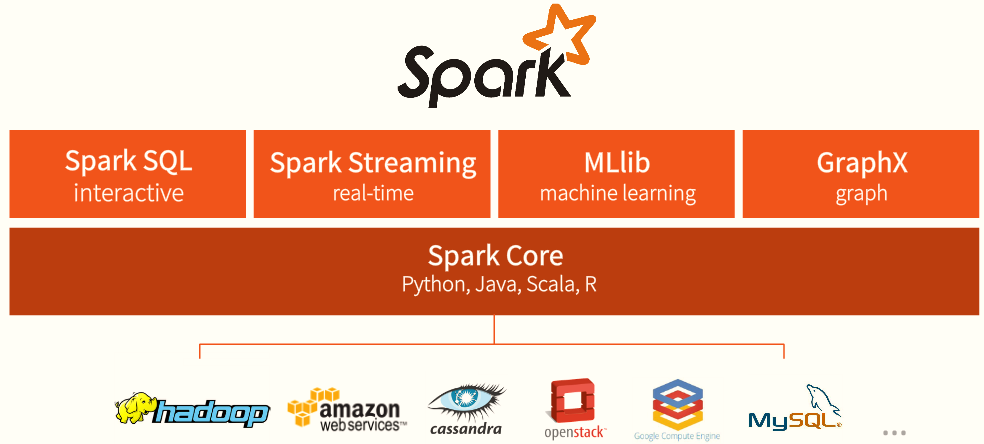 Spark
Spark SQL
interactive
Spark Streaming
real-time
MLlib
machine learning
GraphX
graph
Spark Core
Python, Java, Scala, R
hadoop
amazon
web services™
cassandra
openstack™
Google Compute Engine
MySQL®
...